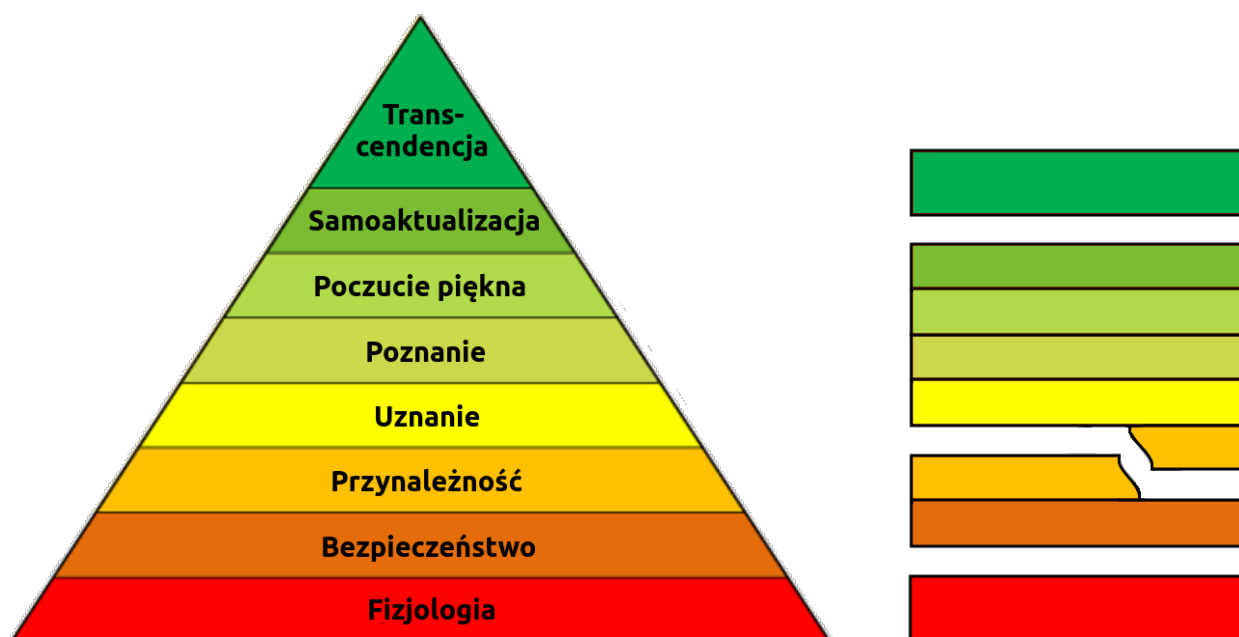 Trans-
cendencja
Samoaktualizacja
Poczucie piękna
Poznanie
Uznanie
Przynależność
Bezpieczeństwo
Fizjologia